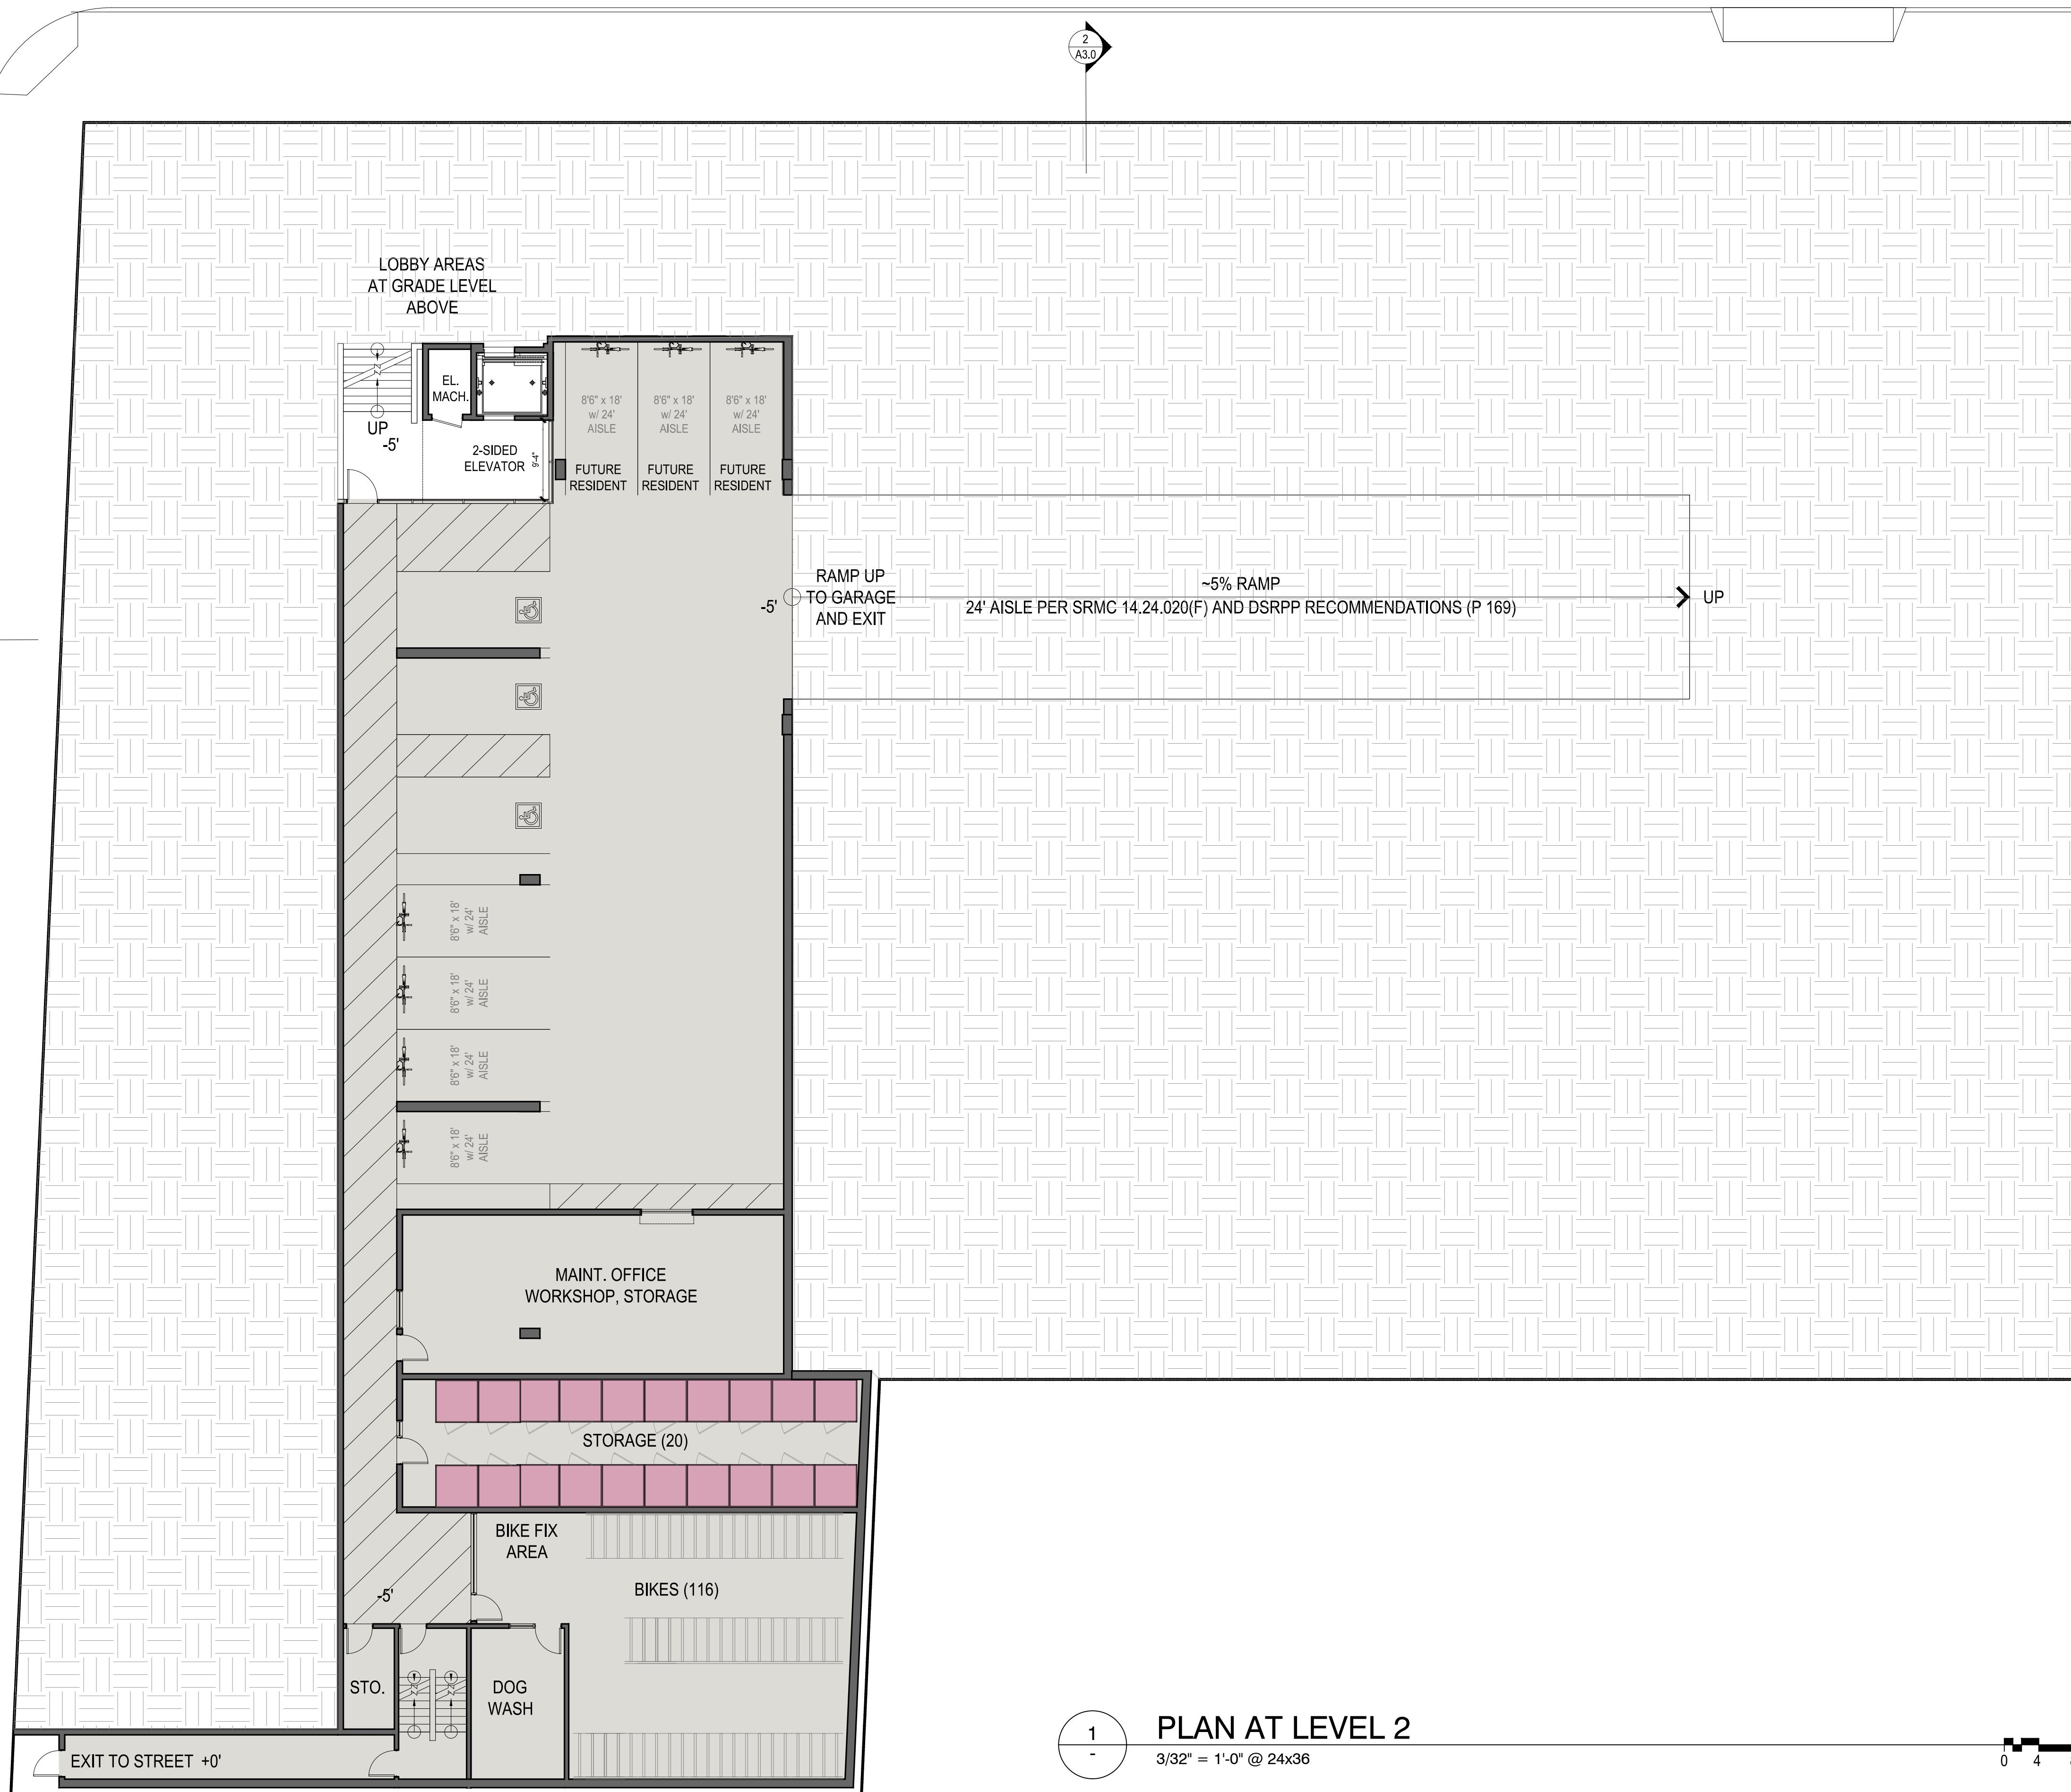 2
A3.0
LOBBY AREAS
AT GRADE LEVEL
ABOVE
EL.
MACH.
UP
-5'
2-SIDED
ELEVATOR
9'-4"
8'6" x 18'
w/ 24'
AISLE
FUTURE
RESIDENT
8'6" x 18'
w/ 24'
AISLE
FUTURE
RESIDENT
8'6" x 18'
w/ 24'
AISLE
FUTURE
RESIDENT
-5'
RAMP UP
TO GARAGE
AND EXIT
~5% RAMP
24' AISLE PER SRMC 14.24.020(F) AND DSRPP RECOMMENDATIONS (P 169)
UP
8'6" x 18'
w/ 24'
AISLE
8'6" x 18'
w/ 24'
AISLE
8'6" x 18'
w/ 24'
AISLE
8'6" x 18'
w/ 24'
AISLE
MAINT. OFFICE
WORKSHOP, STORAGE
STORAGE (20)
BIKE FIX
AREA
BIKES (116)
-5'
STO.
DOG
WASH
EXIT TO STREET +0'
1
-
PLAN AT LEVEL 2
3/32" = 1'-0" @ 24x36
0 4